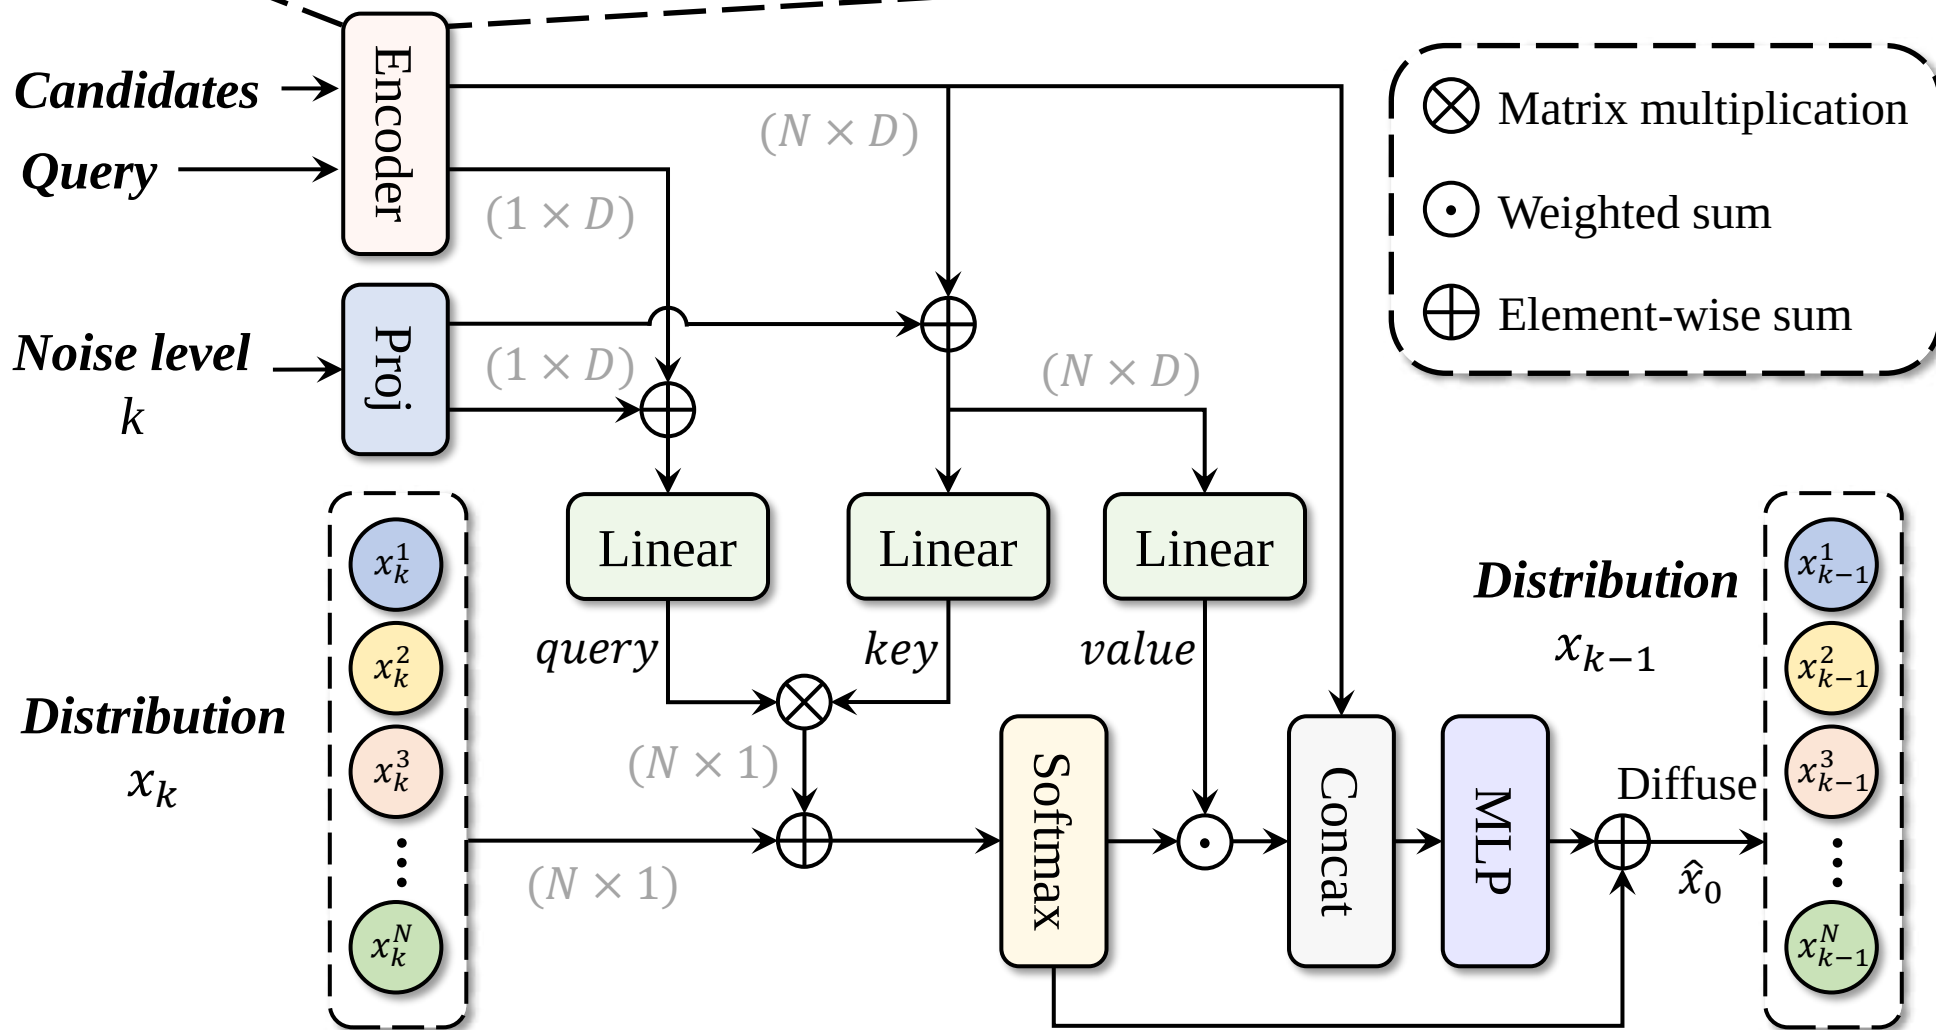 Candidates
Query
Encoder
(N × D)
(1 × D)
Matrix multiplication
Weighted sum
Element-wise sum
Noise level
k
Proj
(1 × D)
(N × D)
Linear
Linear
Linear
query
key
value
Distribution
x_k
x_k^1
x_k^2
x_k^3
x_k^N
(N × 1)
(N × 1)
Softmax
Concat
MLP
Diffuse
x̂_0
Distribution
x_{k−1}
x_{k−1}^1
x_{k−1}^2
x_{k−1}^3
x_{k−1}^N